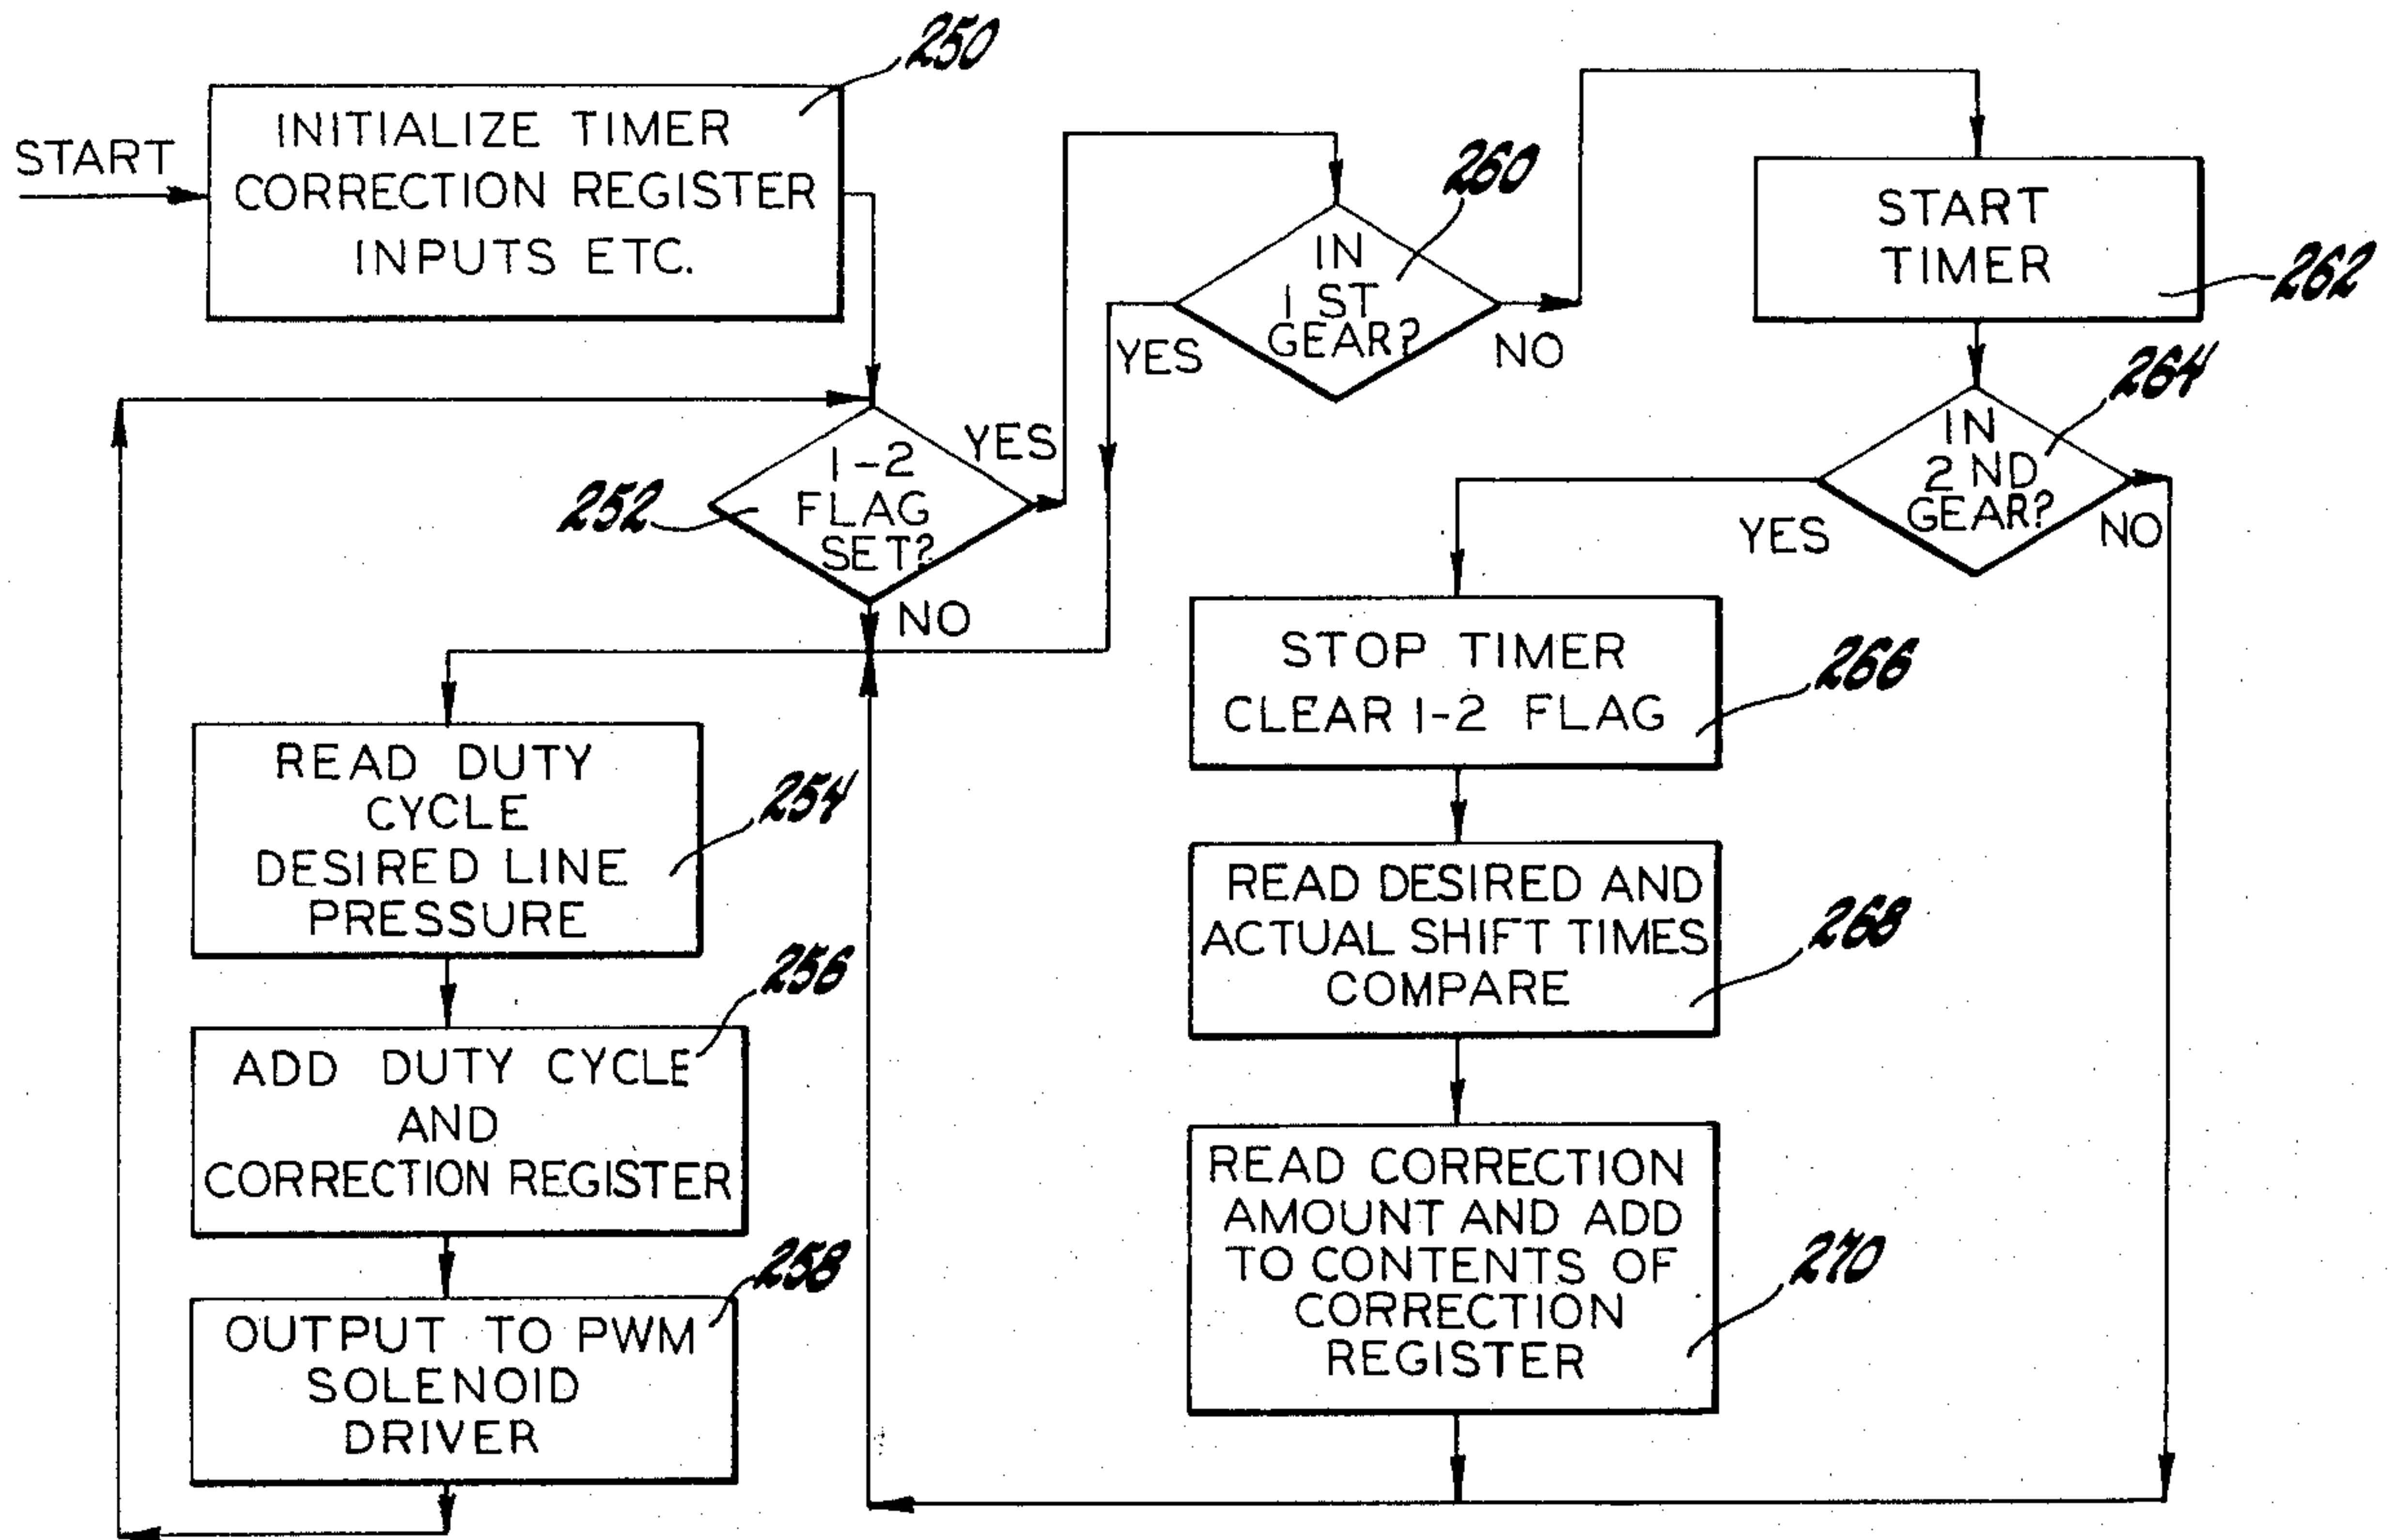 250
START
INITIALIZE TIMER
CORRECTION REGISTER
INPUTS ETC.
252
1-2
FLAG
SET?
YES
NO
READ DUTY
CYCLE
DESIRED LINE
PRESSURE
254
ADD DUTY CYCLE
AND
CORRECTION REGISTER
256
OUTPUT TO PWM
SOLENOID
DRIVER
258
260
IN
1 ST
GEAR?
YES
NO
START
TIMER
262
264
IN
2 ND
GEAR?
YES
NO
STOP TIMER
CLEAR 1-2 FLAG
266
READ DESIRED AND
ACTUAL SHIFT TIMES
COMPARE
268
READ CORRECTION
AMOUNT AND ADD
TO CONTENTS OF
CORRECTION
REGISTER
270